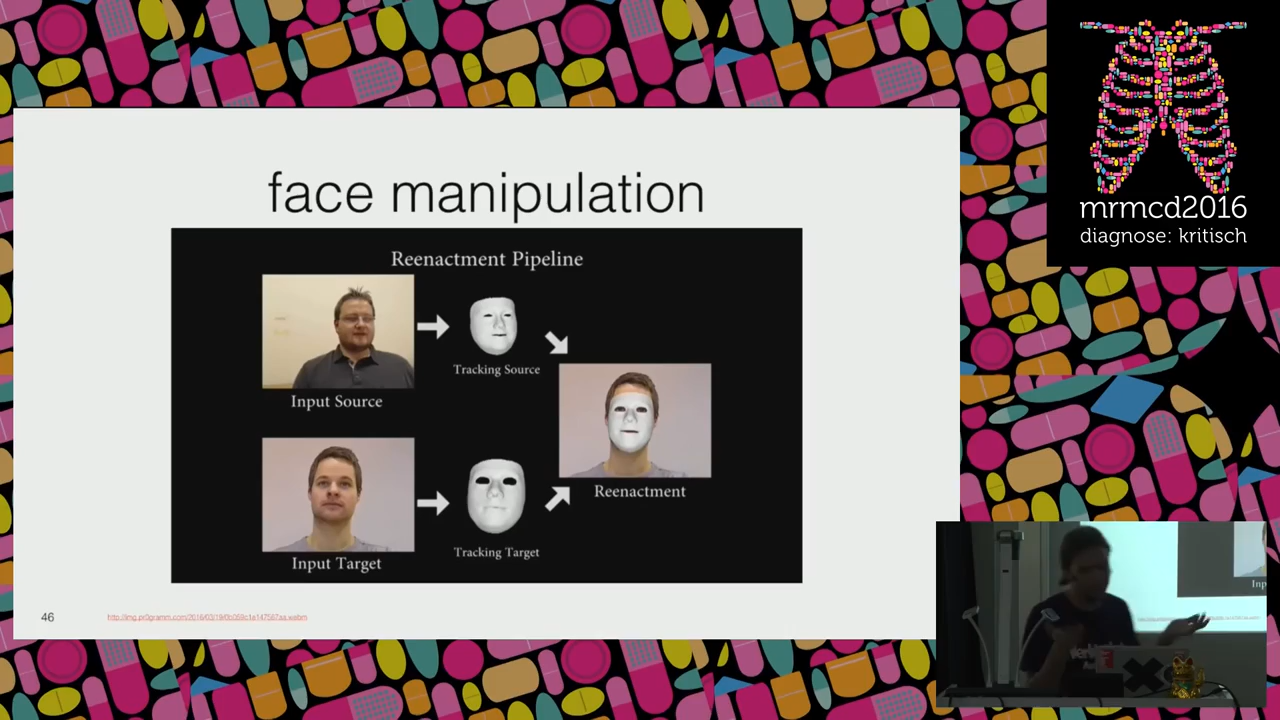 face manipulation
Reenactment Pipeline
Input Source
Tracking Source
Input Target
Tracking Target
Reenactment
46
mrmcd2016
diagnose: kritisch